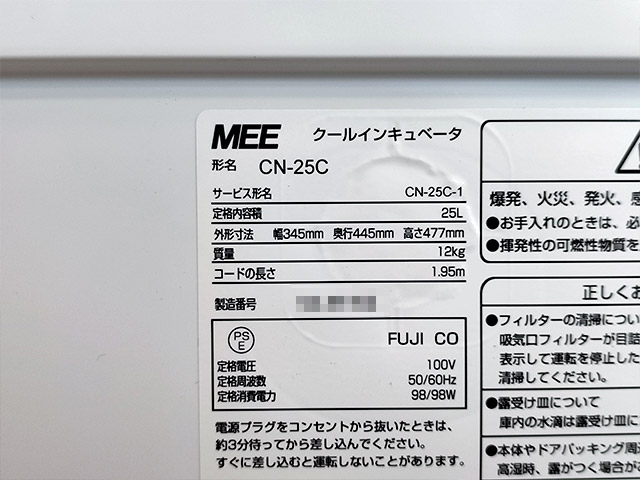 MEE クールインキュベータ
形名 CN-25C
サービス形名 CN-25C-1
定格内容積 25L
外形寸法 幅345mm 奥行445mm 高さ477mm
質量 12kg
コードの長さ 1.95m
製造番号
PS
E
FUJI CO
定格電圧 100V
定格周波数 50/60Hz
定格消費電力 98/98W
電源プラグをコンセントから抜いたときは、
約3分待ってから差し込んでください。
すぐに差し込むと運転しないことがあります。
爆発、火災、発火、
●お手入れのときは、必
●揮発性の可燃性物質を
正しくお
●フィルターの清掃につい
吸気口フィルターが目詰
表示して運転を停止した
清掃してください。
●露受け皿について
庫内の水滴は露受け皿に
●本体やドアパッキング周
高湿時、露がつく場合が